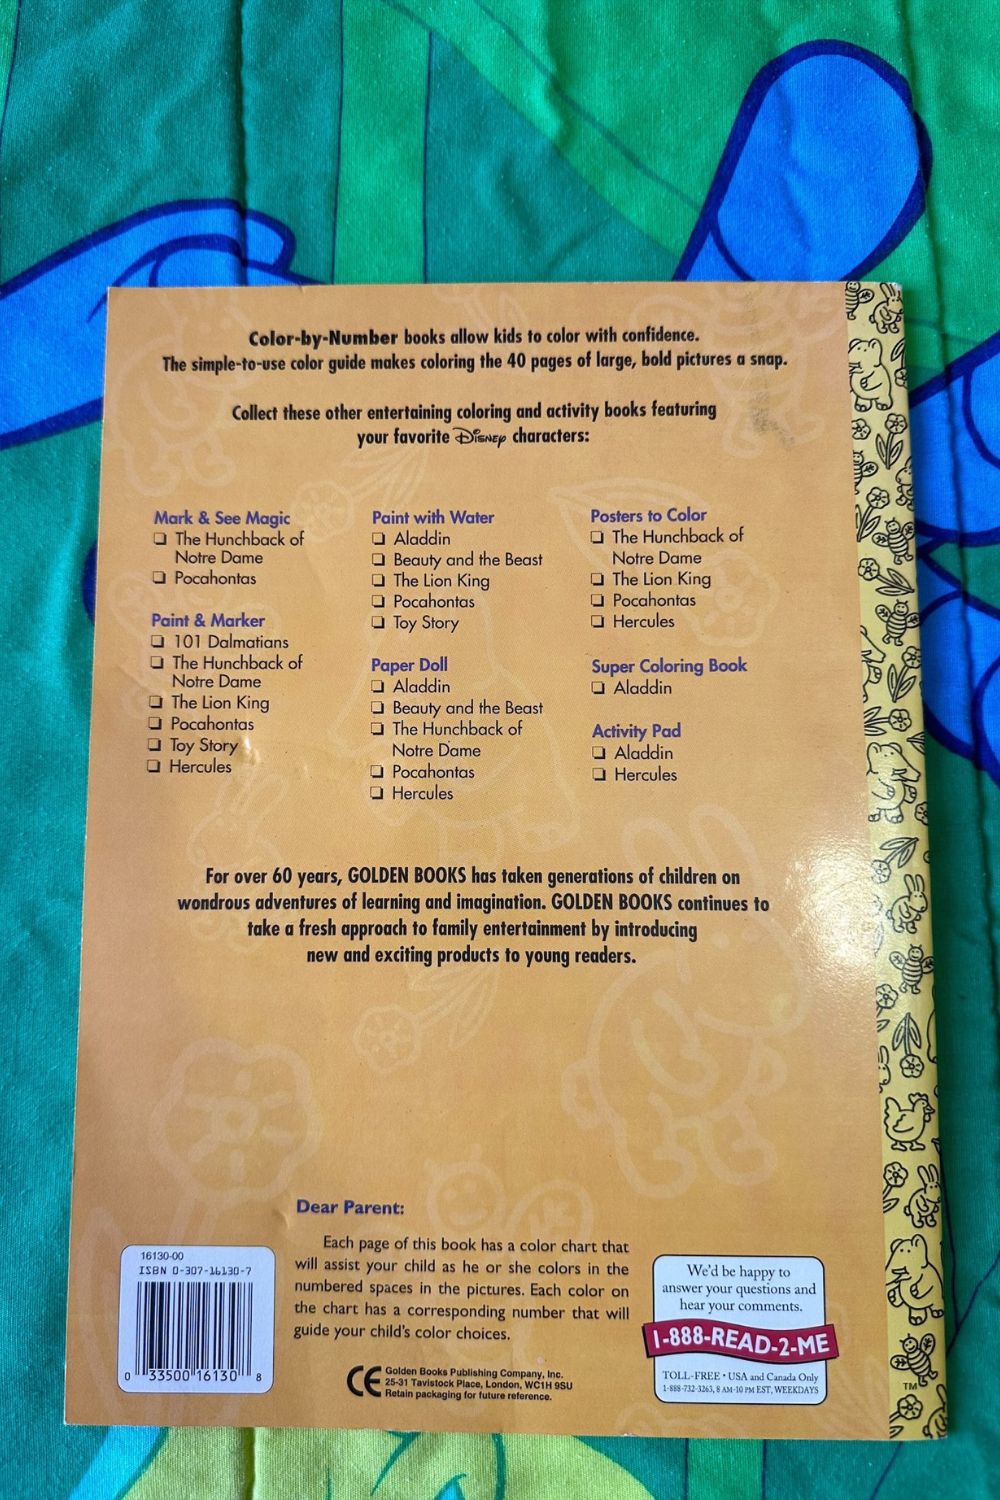 Color-by-Number books allow kids to color with confidence.
The simple-to-use color guide makes coloring the 40 pages of large, bold pictures a snap.
Collect these other entertaining coloring and activity books featuring
your favorite Disney characters:
Mark & See Magic
❏ The Hunchback of
Notre Dame
❏ Pocahontas
Paint & Marker
❏ 101 Dalmatians
❏ The Hunchback of
Notre Dame
❏ The Lion King
❏ Pocahontas
❏ Toy Story
❏ Hercules
Paint with Water
❏ Aladdin
❏ Beauty and the Beast
❏ The Lion King
❏ Pocahontas
❏ Toy Story
Paper Doll
❏ Aladdin
❏ Beauty and the Beast
❏ The Hunchback of
Notre Dame
❏ Pocahontas
❏ Hercules
Posters to Color
❏ The Hunchback of
Notre Dame
❏ The Lion King
❏ Pocahontas
❏ Hercules
Super Coloring Book
❏ Aladdin
Activity Pad
❏ Aladdin
❏ Hercules
For over 60 years, GOLDEN BOOKS has taken generations of children on
wondrous adventures of learning and imagination. GOLDEN BOOKS continues to
take a fresh approach to family entertainment by introducing
new and exciting products to young readers.
16130-00
ISBN 0-307-16130-7
0 33500 16130 8
Dear Parent:
Each page of this book has a color chart that
will assist your child as he or she colors in the
numbered spaces in the pictures. Each color on
the chart has a corresponding number that will
guide your child's color choices.
CE
Golden Books Publishing Company, Inc.
25-31 Tavistock Place, London, WC1H 9SU
Retain packaging for future reference.
We'd be happy to
answer your questions and
hear your comments.
1-888-READ-2-ME
TOLL-FREE • USA and Canada Only
1-888-732-3263, 8 AM-10 PM EST, WEEKDAYS
TM